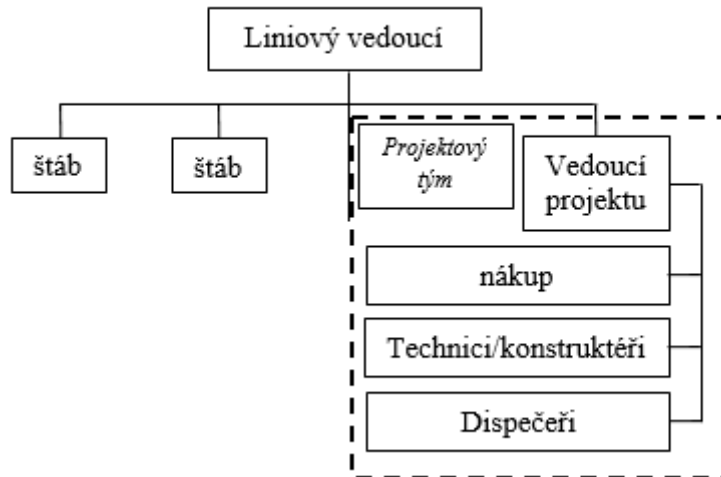 Liniový vedoucí
štáb
štáb
Projektový
tým
Vedoucí
projektu
nákup
Technici/konstruktéři
Dispečeři